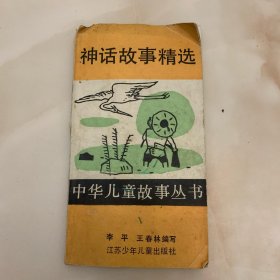 神话故事精选
中华儿童故事丛书
李平 王春林编写
江苏少年儿童出版社